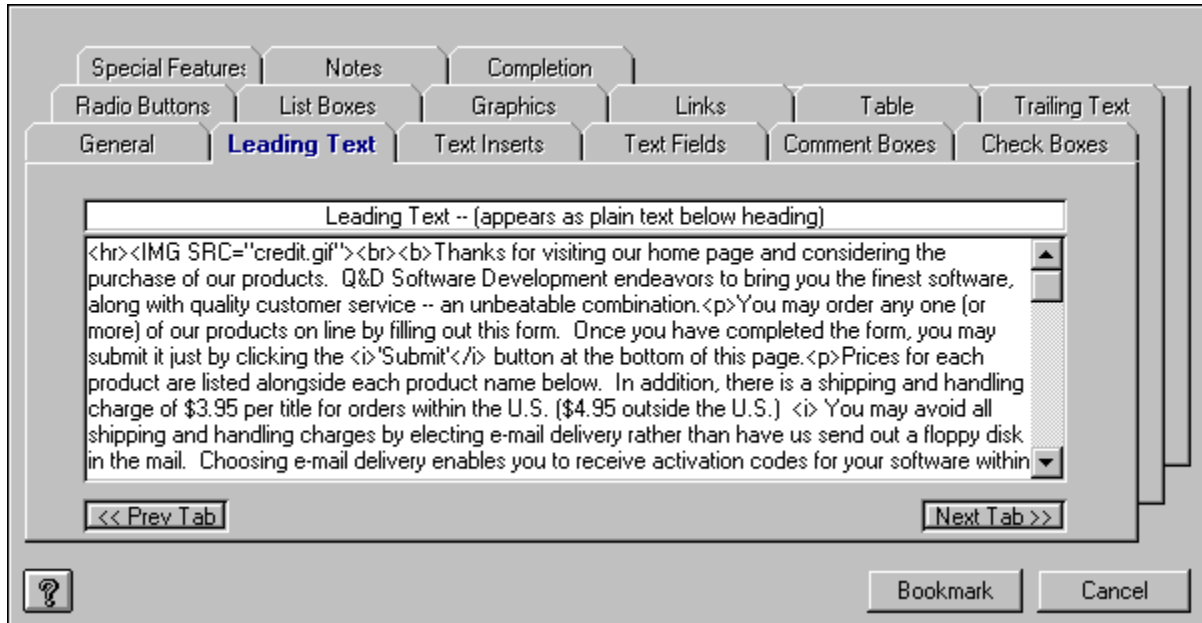 Special Features Notes Completion
Radio Buttons List Boxes Graphics Links Table Trailing Text
General Leading Text Text Inserts Text Fields Comment Boxes Check Boxes
Leading Text -- (appears as plain text below heading)
<hr><IMG SRC="credit.gif"><br><b>Thanks for visiting our home page and considering the
purchase of our products.  Q&D Software Development endeavors to bring you the finest software,
along with quality customer service -- an unbeatable combination.<p>You may order any one (or
more) of our products on line by filling out this form.  Once you have completed the form, you may
submit it just by clicking the <i>'Submit'</i> button at the bottom of this page.<p>Prices for each
product are listed alongside each product name below.  In addition, there is a shipping and handling
charge of $3.95 per title for orders within the U.S. ($4.95 outside the U.S.)  <i> You may avoid all
shipping and handling charges by electing e-mail delivery rather than have us send out a floppy disk
in the mail.  Choosing e-mail delivery enables you to receive activation codes for your software within
<< Prev Tab Next Tab >>
? Bookmark Cancel